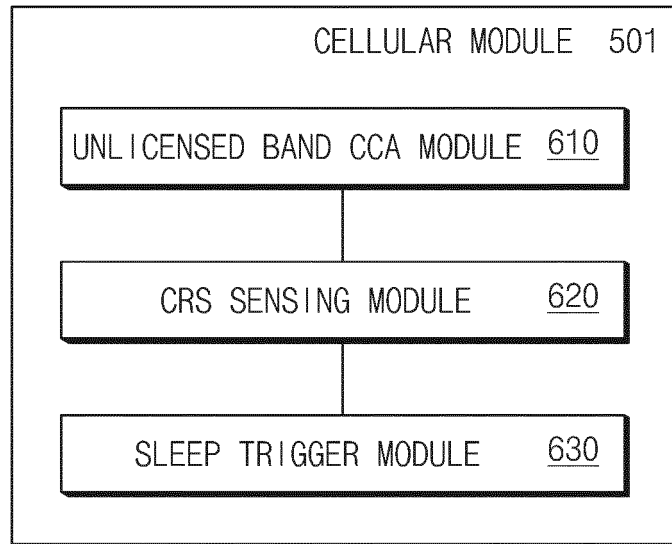 CELLULAR MODULE 501
UNLICENSED BAND CCA MODULE 610
CRS SENSING MODULE 620
SLEEP TRIGGER MODULE 630